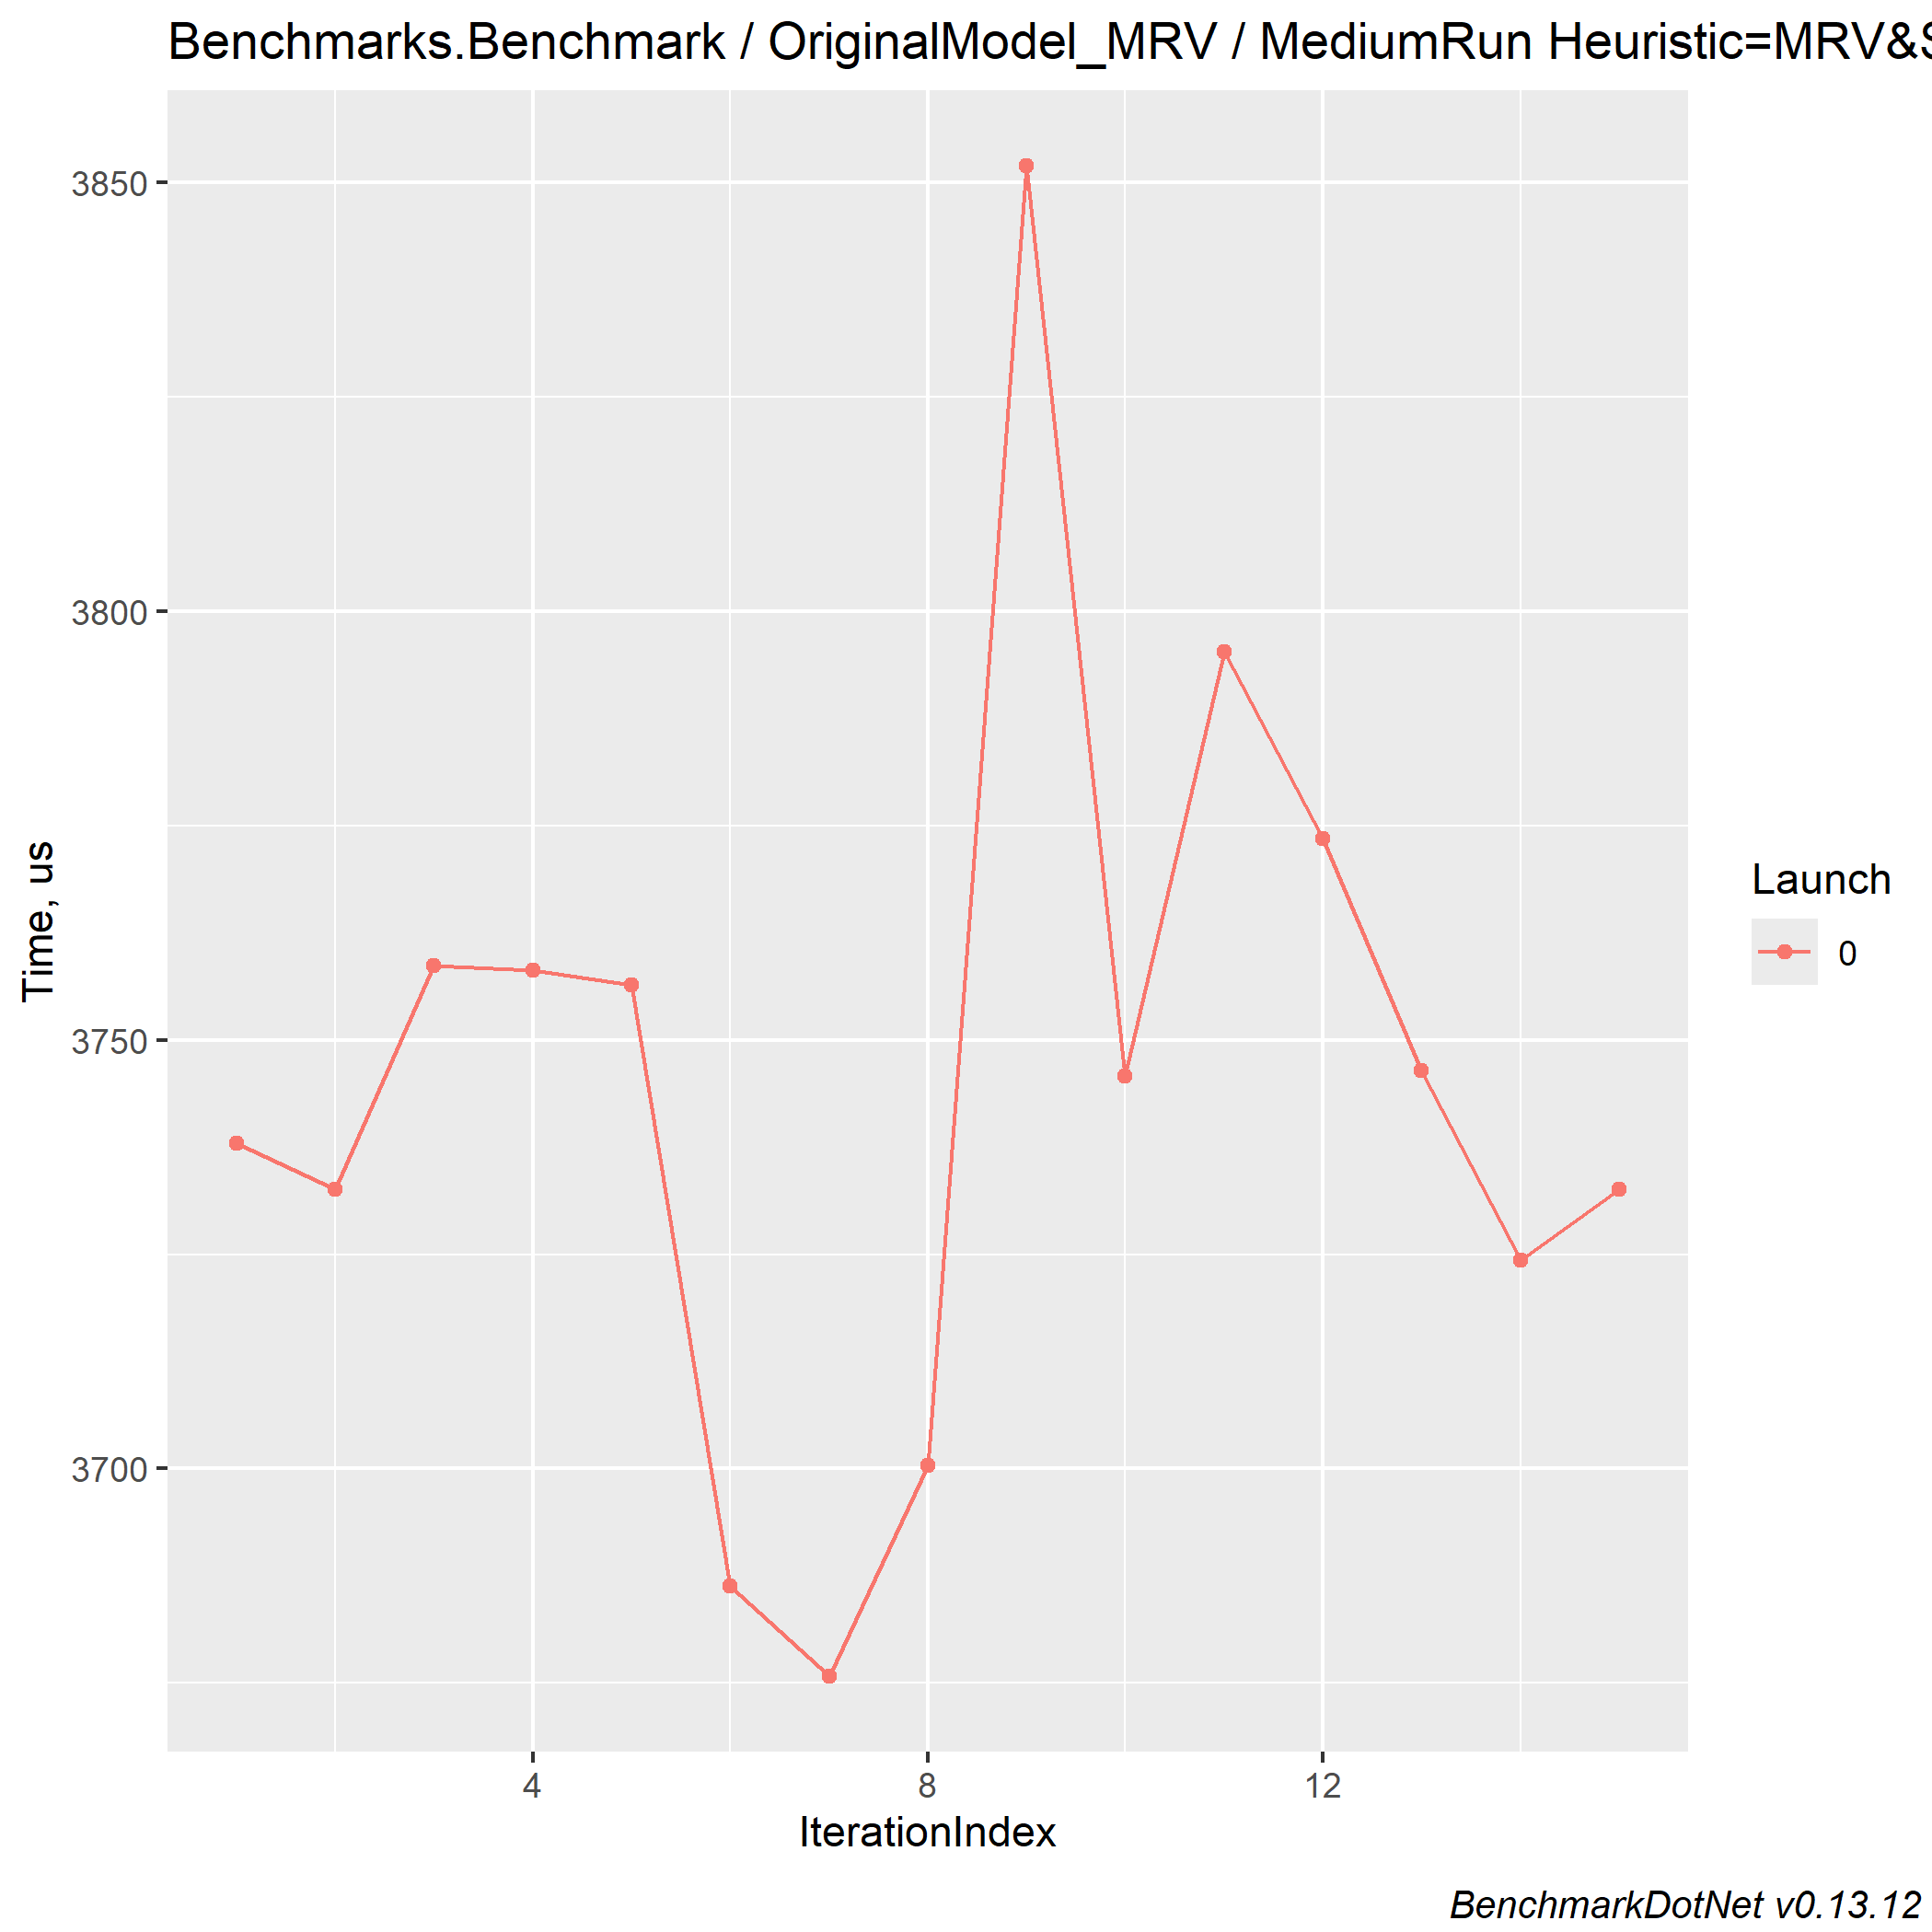 Benchmarks.Benchmark / OriginalModel_MRV / MediumRun Heuristic=MRV&
3850
3800
3750
3700
Time, us
4
8
12
IterationIndex
Launch
0
BenchmarkDotNet v0.13.12